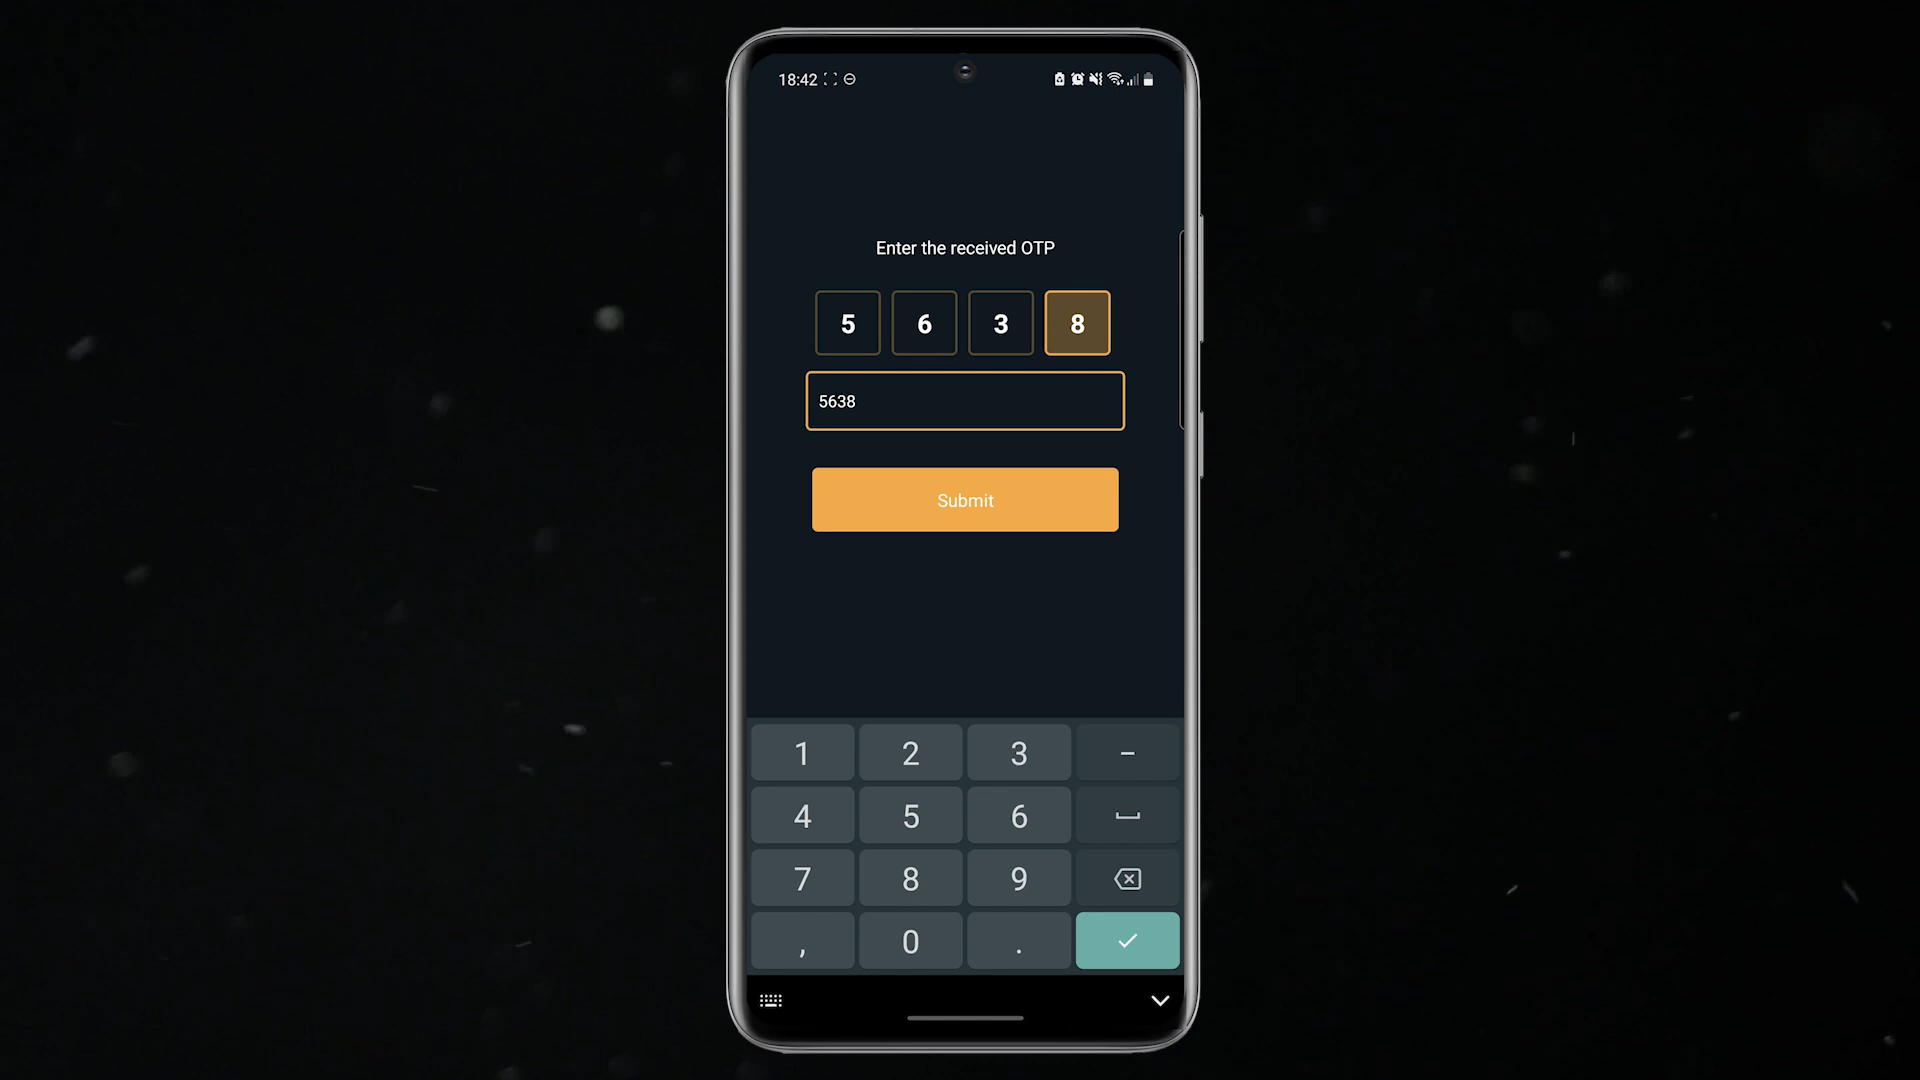 18:42
Enter the received OTP
5 6 3 8
5638
Submit
1 2 3 -
4 5 6
7 8 9
, 0 .